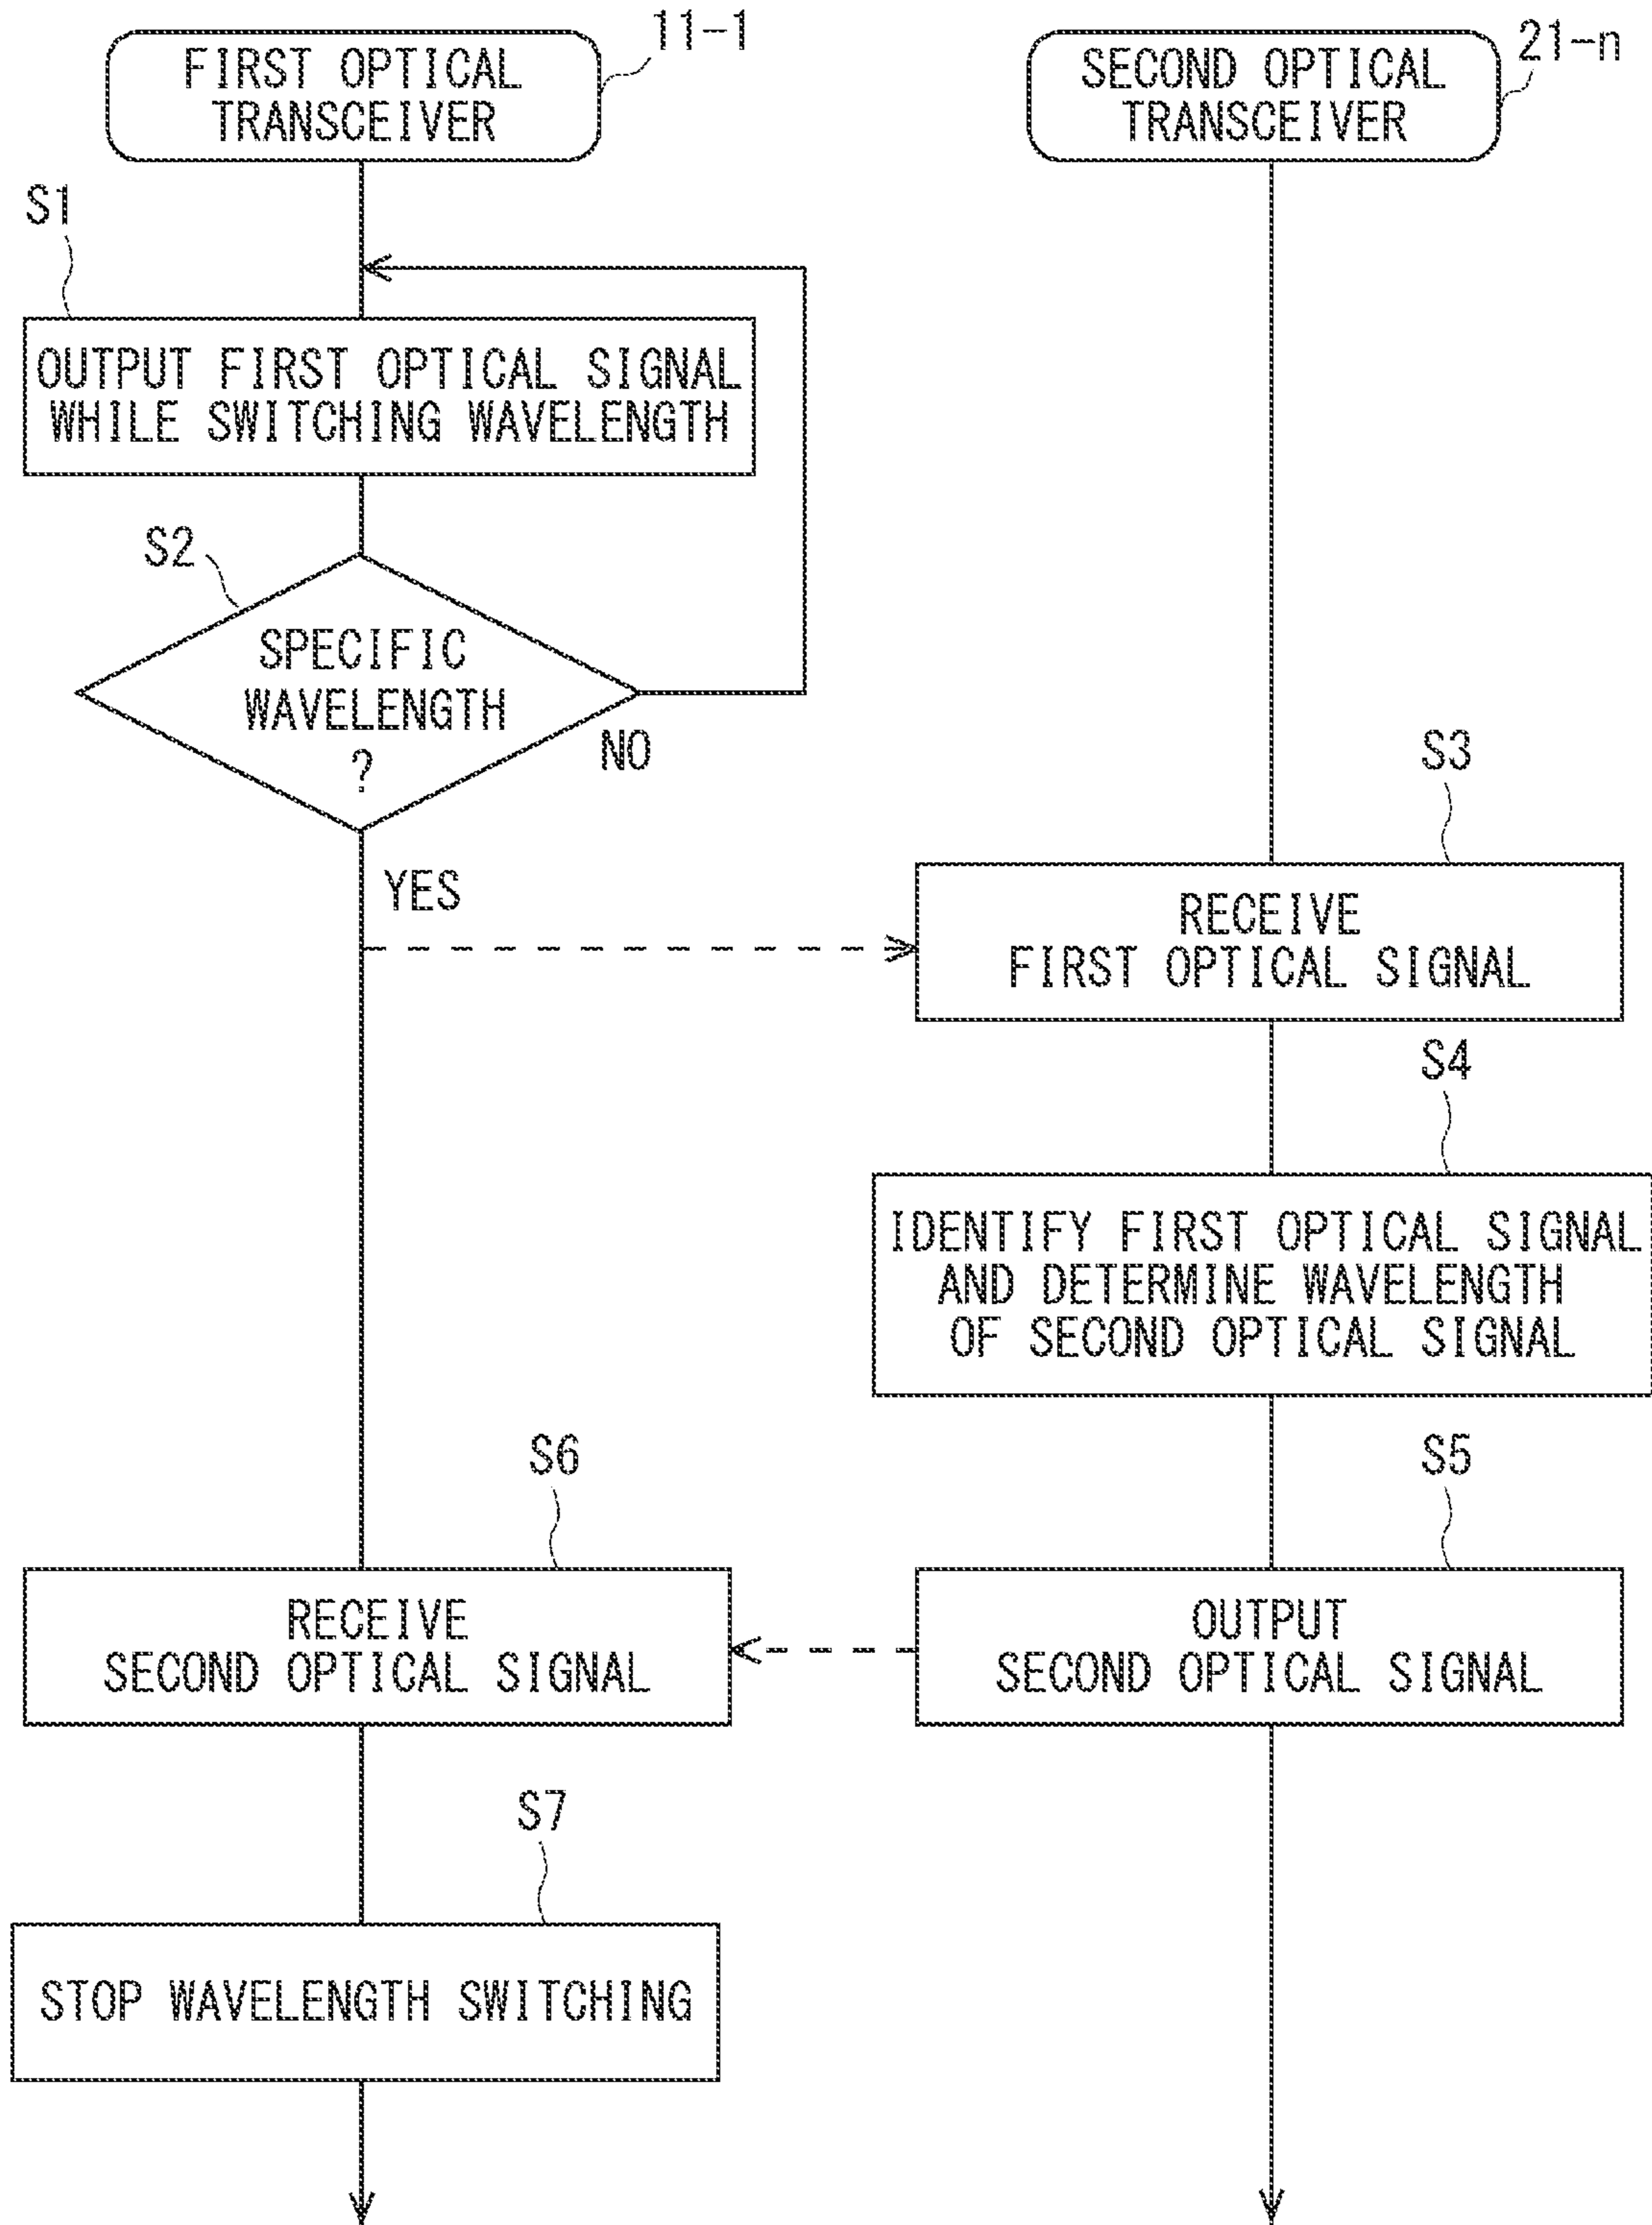 11-1
FIRST OPTICAL
TRANSCEIVER
21-n
SECOND OPTICAL
TRANSCEIVER
S1
OUTPUT FIRST OPTICAL SIGNAL
WHILE SWITCHING WAVELENGTH
S2
SPECIFIC
WAVELENGTH
?
NO
YES
S3
RECEIVE
FIRST OPTICAL SIGNAL
S4
IDENTIFY FIRST OPTICAL SIGNAL
AND DETERMINE WAVELENGTH
OF SECOND OPTICAL SIGNAL
S5
OUTPUT
SECOND OPTICAL SIGNAL
S6
RECEIVE
SECOND OPTICAL SIGNAL
S7
STOP WAVELENGTH SWITCHING